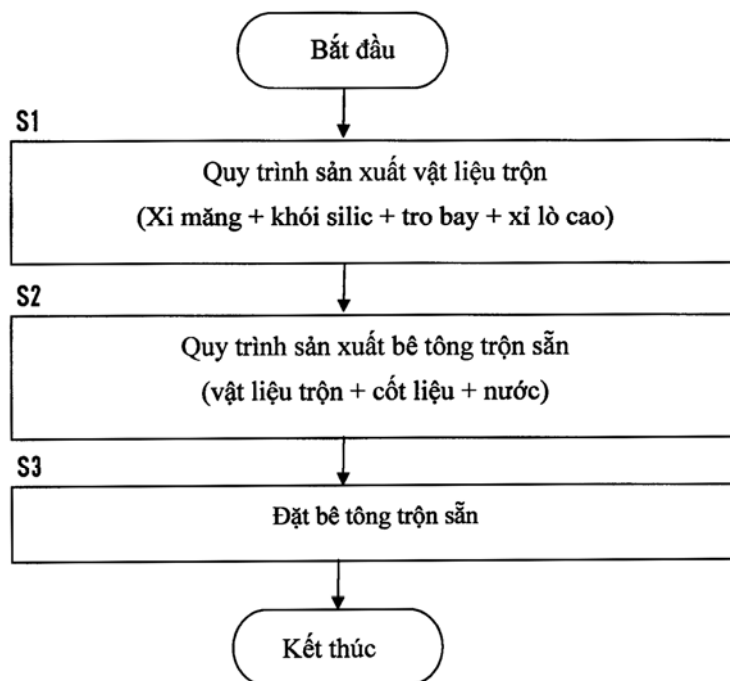 Bắt đầu
S1
Quy trình sản xuất vật liệu trộn
(Xi măng + khói silic + tro bay + xỉ lò cao)
S2
Quy trình sản xuất bê tông trộn sẵn
(vật liệu trộn + cốt liệu + nước)
S3
Đặt bê tông trộn sẵn
Kết thúc